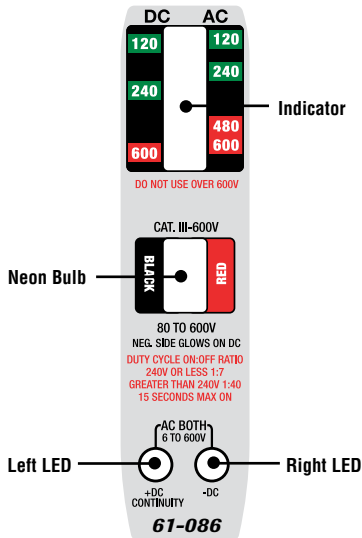 DC AC
120 120
240 240
Indicator
480
600 600
DO NOT USE OVER 600V
CAT. III-600V
Neon Bulb
BLACK RED
80 TO 600V
NEG. SIDE GLOWS ON DC
DUTY CYCLE ON:OFF RATIO
240V OR LESS 1:7
GREATER THAN 240V 1:40
15 SECONDS MAX ON
AC BOTH
6 TO 600V
Left LED Right LED
+DC -DC
CONTINUITY
61-086